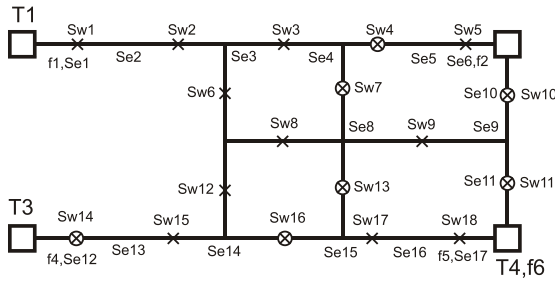 T1
Sw1
Sw2
Sw3
Sw4
Sw5
f1,Se1
Se2
Se3
Se4
Se5
Se6,f2
Sw6
Sw7
Se10
Sw10
Sw8
Se8
Sw9
Se9
Sw12
Sw13
Se11
Sw11
T3
Sw14
Sw15
Sw16
Sw17
Sw18
f4,Se12
Se13
Se14
Se15
Se16
f5,Se17
T4,f6